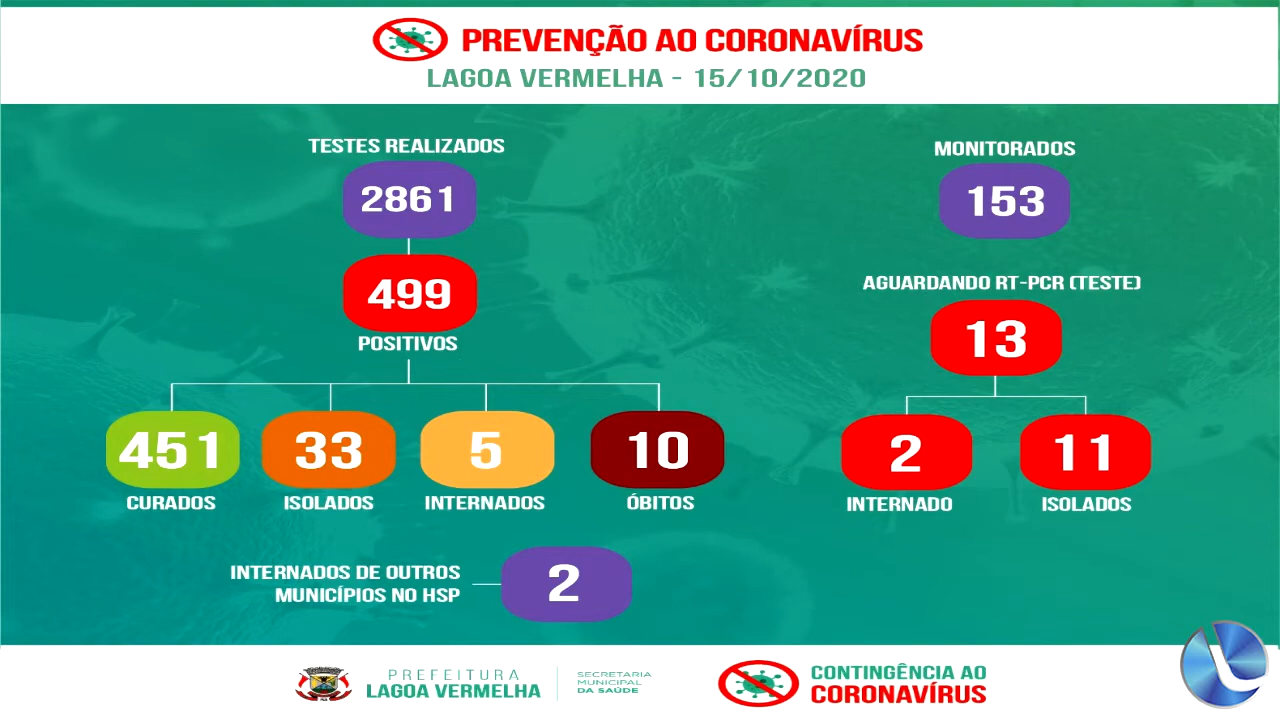 PREVENÇÃO AO CORONAVÍRUS
LAGOA VERMELHA - 15/10/2020
TESTES REALIZADOS
2861
499
POSITIVOS
451
CURADOS
33
ISOLADOS
5
INTERNADOS
10
ÓBITOS
INTERNADOS DE OUTROS
MUNICÍPIOS NO HSP
2
MONITORADOS
153
AGUARDANDO RT-PCR (TESTE)
13
2
INTERNADO
11
ISOLADOS
PREFEITURA
LAGOA VERMELHA
SECRETARIA
MUNICIPAL
DA SAÚDE
CONTINGÊNCIA AO
CORONAVÍRUS